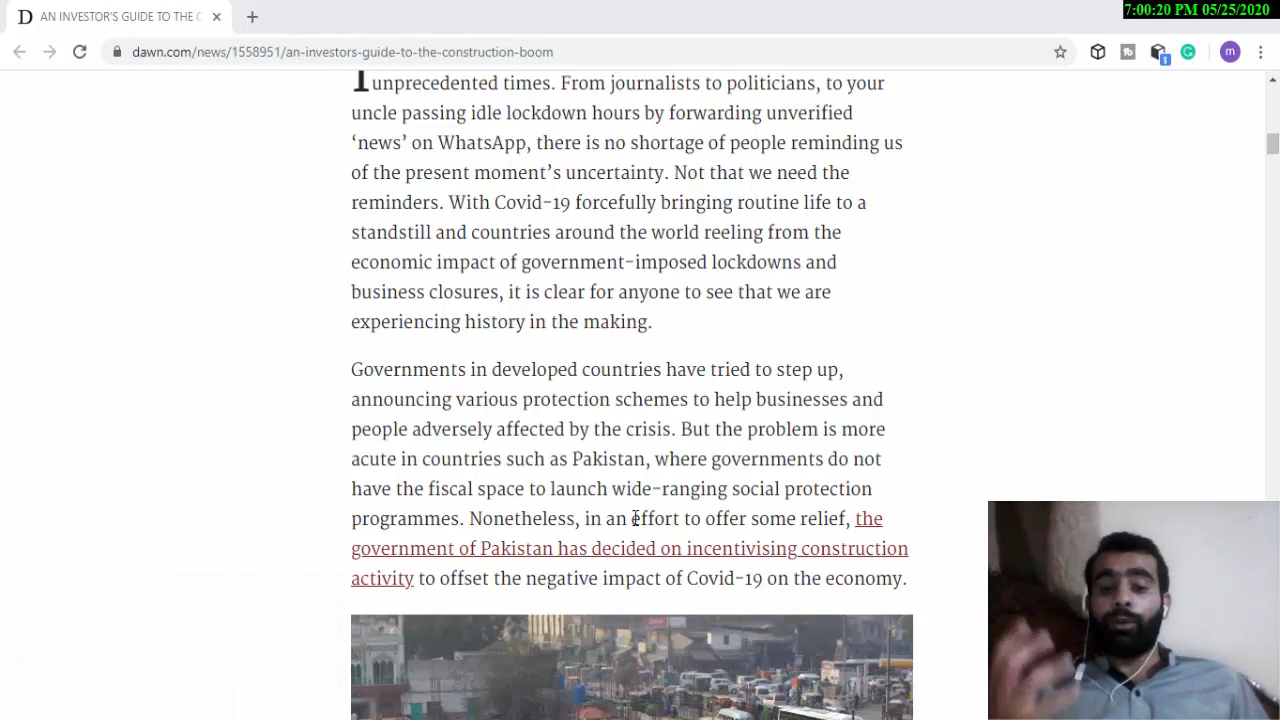 7:00:20 PM 05/25/2020
AN INVESTOR'S GUIDE TO THE C
dawn.com/news/1558951/an-investors-guide-to-the-construction-boom
unprecedented times. From journalists to politicians, to your
uncle passing idle lockdown hours by forwarding unverified
‘news’ on WhatsApp, there is no shortage of people reminding us
of the present moment’s uncertainty. Not that we need the
reminders. With Covid-19 forcefully bringing routine life to a
standstill and countries around the world reeling from the
economic impact of government-imposed lockdowns and
business closures, it is clear for anyone to see that we are
experiencing history in the making.
Governments in developed countries have tried to step up,
announcing various protection schemes to help businesses and
people adversely affected by the crisis. But the problem is more
acute in countries such as Pakistan, where governments do not
have the fiscal space to launch wide-ranging social protection
programmes. Nonetheless, in an effort to offer some relief, the
government of Pakistan has decided on incentivising construction
activity to offset the negative impact of Covid-19 on the economy.